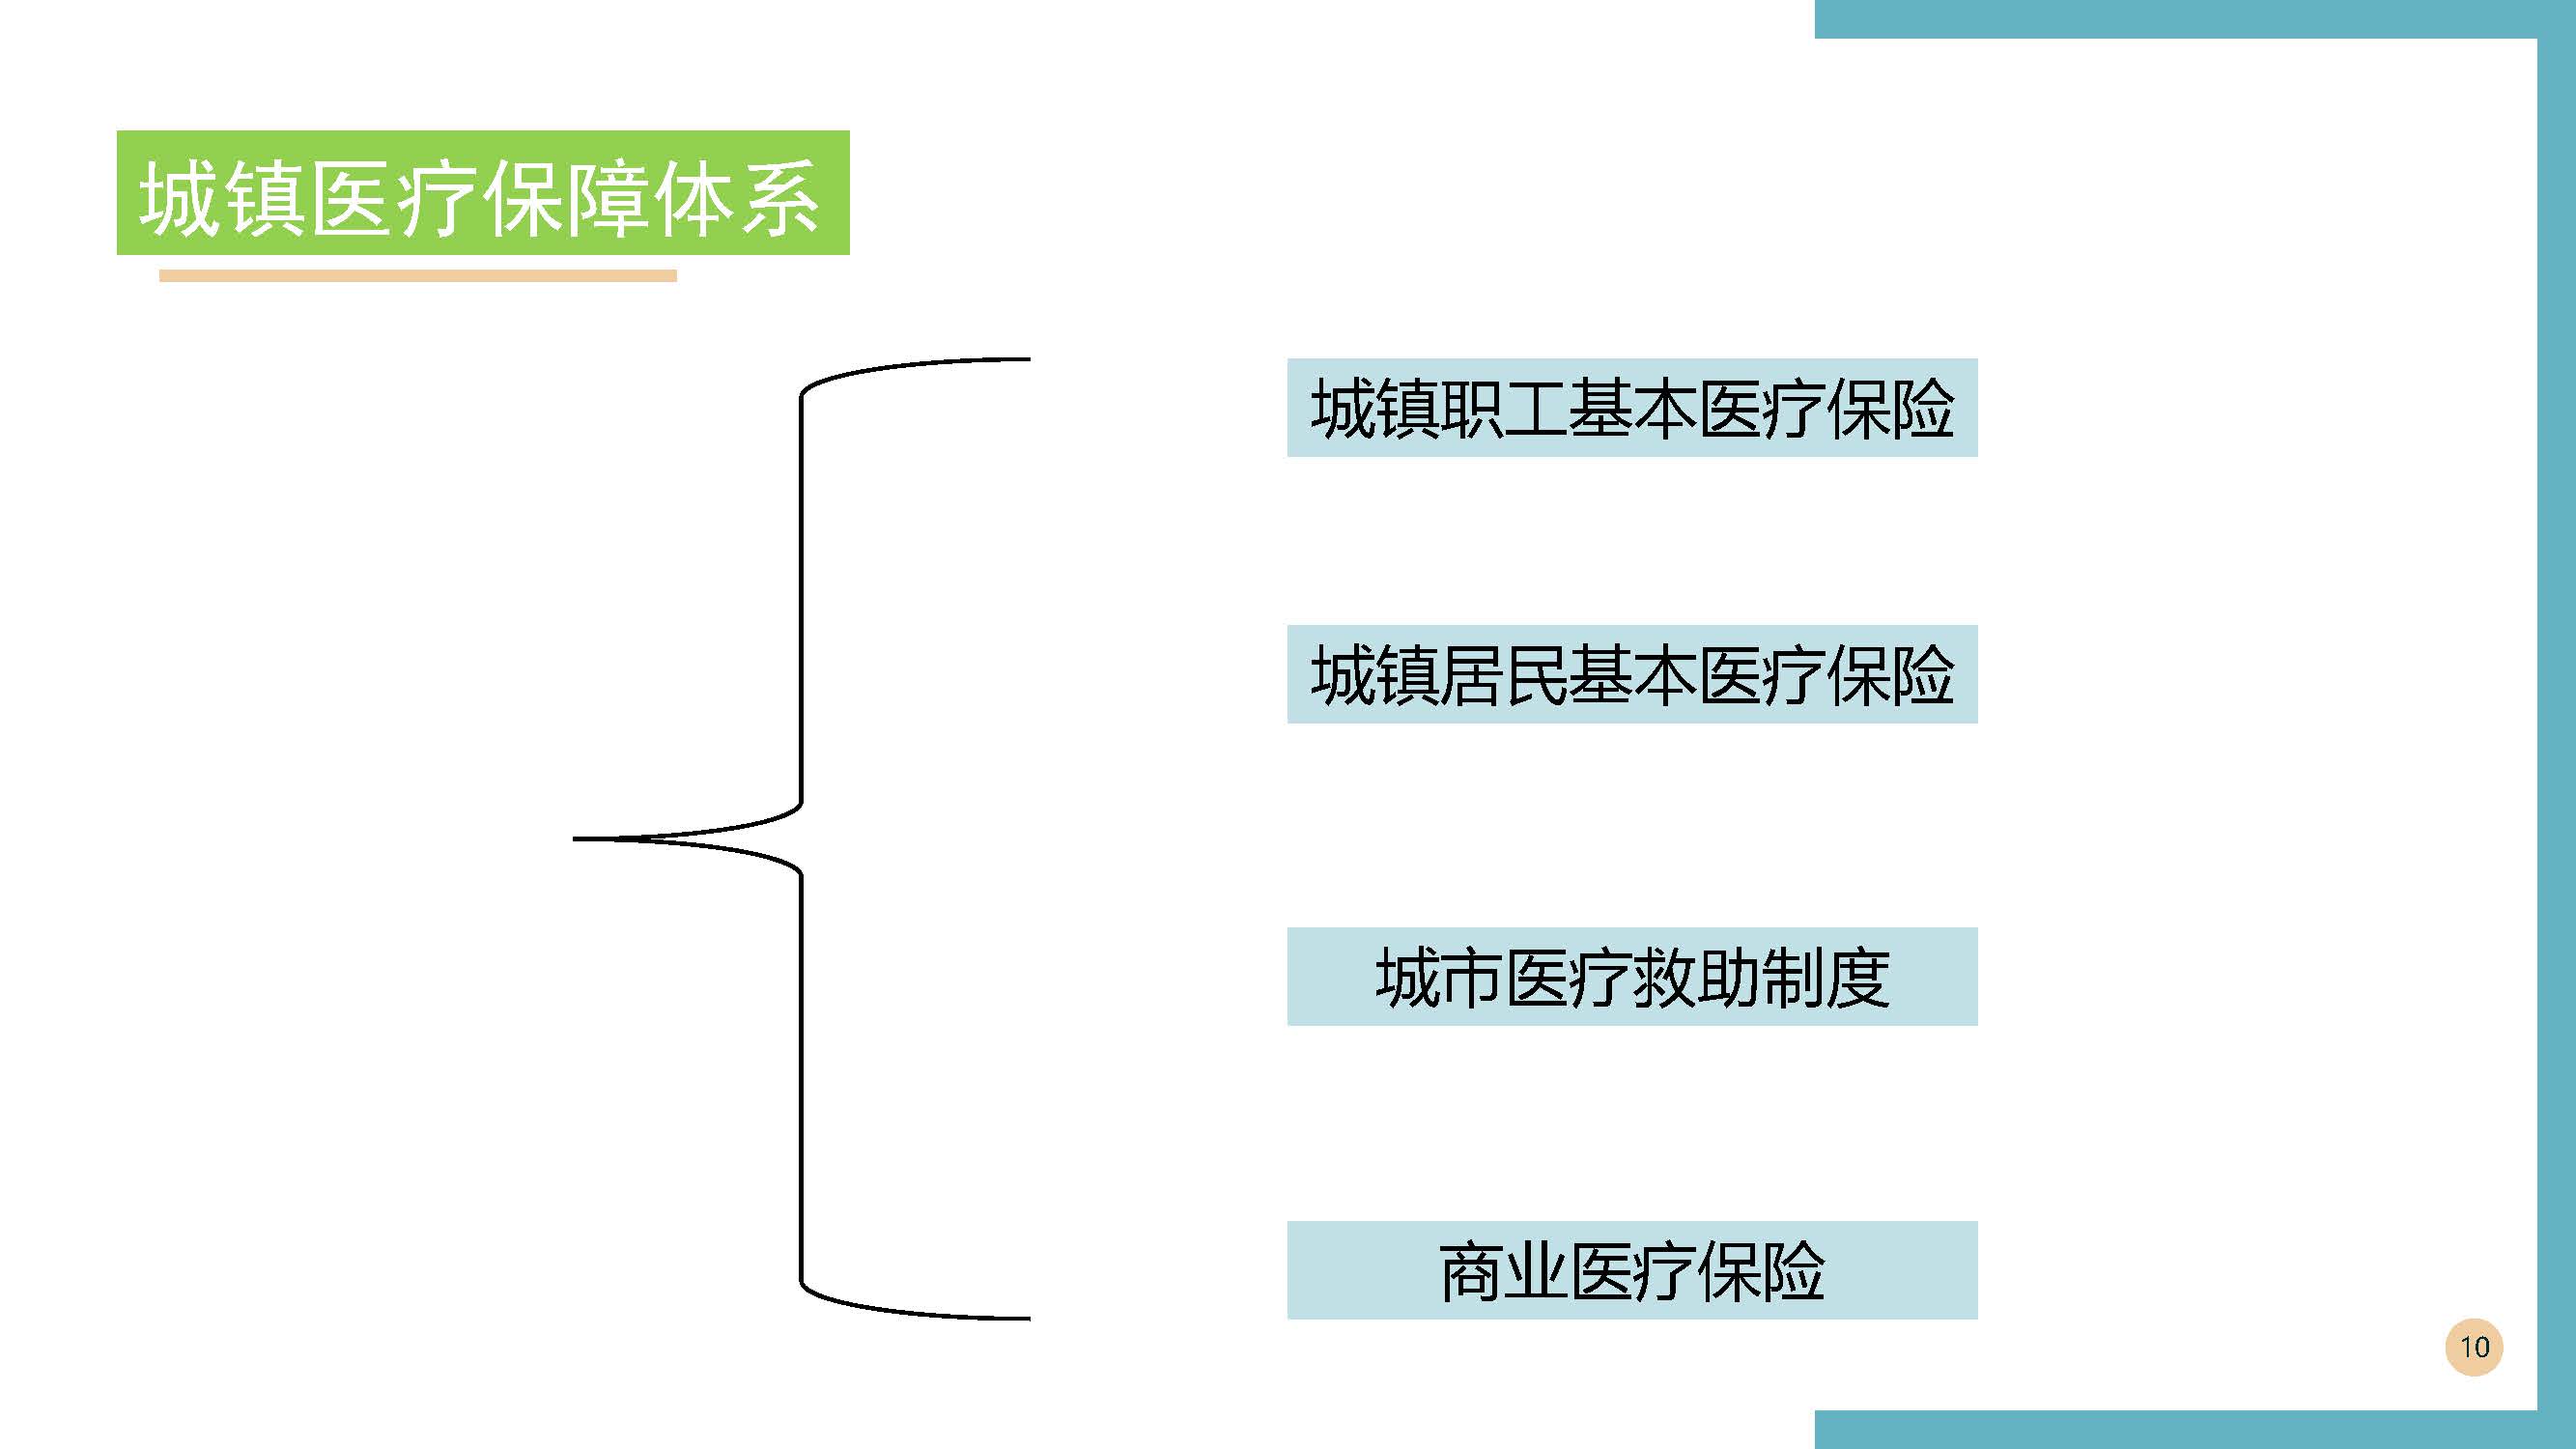 城镇医疗保障体系
城镇职工基本医疗保险
城镇居民基本医疗保险
城市医疗救助制度
商业医疗保险
10